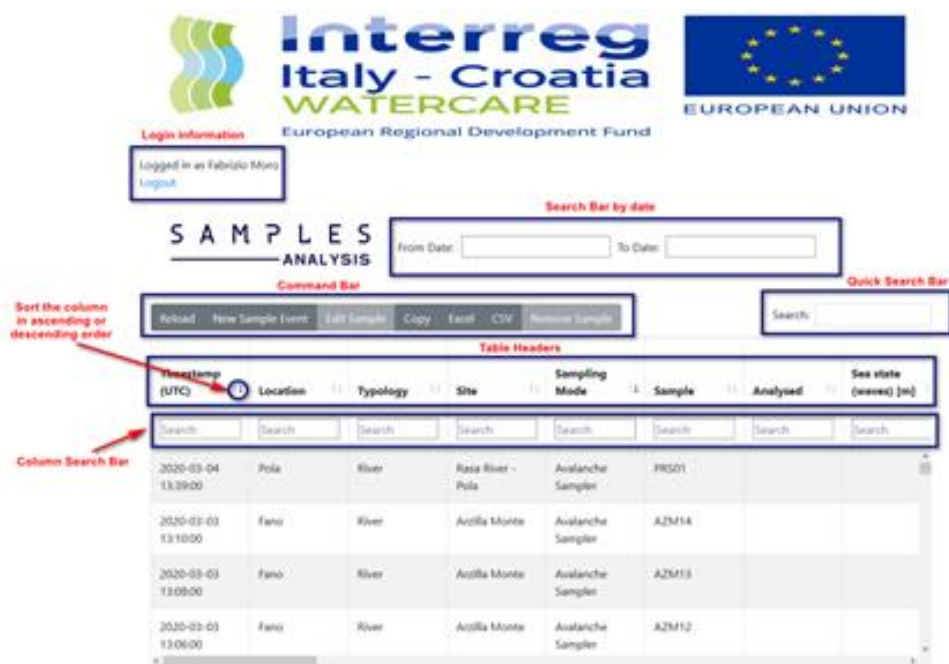 Interreg
Italy - Croatia
WATERCARE
EUROPEAN UNION
European Regional Development Fund
Login information
Logged in as Fabrizio Moro
Logout
Search Bar by date
SAMPLES
ANALYSIS
From Date:
To Date:
Command Bar
Quick Search Bar
Sort the column
in ascending or
descending order
Reload New Sample Event Edit Sample Copy Excel CSV Remove Sample
Search:
Table Headers
Timestamp
(UTC) Location Typology Site Sampling
Mode Sample Analysed Sea state
(waves) [m]
Search Search Search Search Search Search Search Search
Column Search Bar
2020-03-04
13:39:00 Pola River Rasa River -
Pola Avalanche
Sampler PRS01
2020-03-03
13:10:00 Fano River Arzilla Monte Avalanche
Sampler AZM14
2020-03-03
13:08:00 Fano River Arzilla Monte Avalanche
Sampler AZM13
2020-03-03
13:06:00 Fano River Arzilla Monte Avalanche
Sampler AZM12